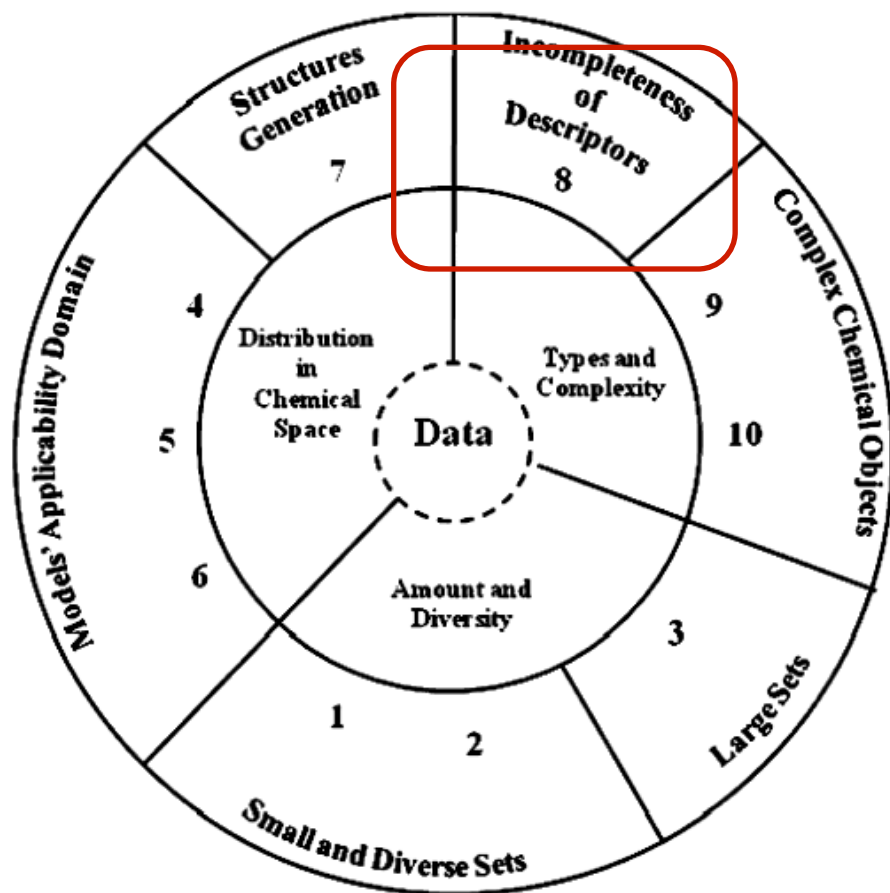 Structures
Generation
7
Incompleteness
of
Descriptors
8
Complex Chemical Objects
9
10
Models' Applicability Domain
4
5
6
Distribution
in
Chemical
Space
Types and
Complexity
Data
Amount and
Diversity
3
Large Sets
1
2
Small and Diverse Sets